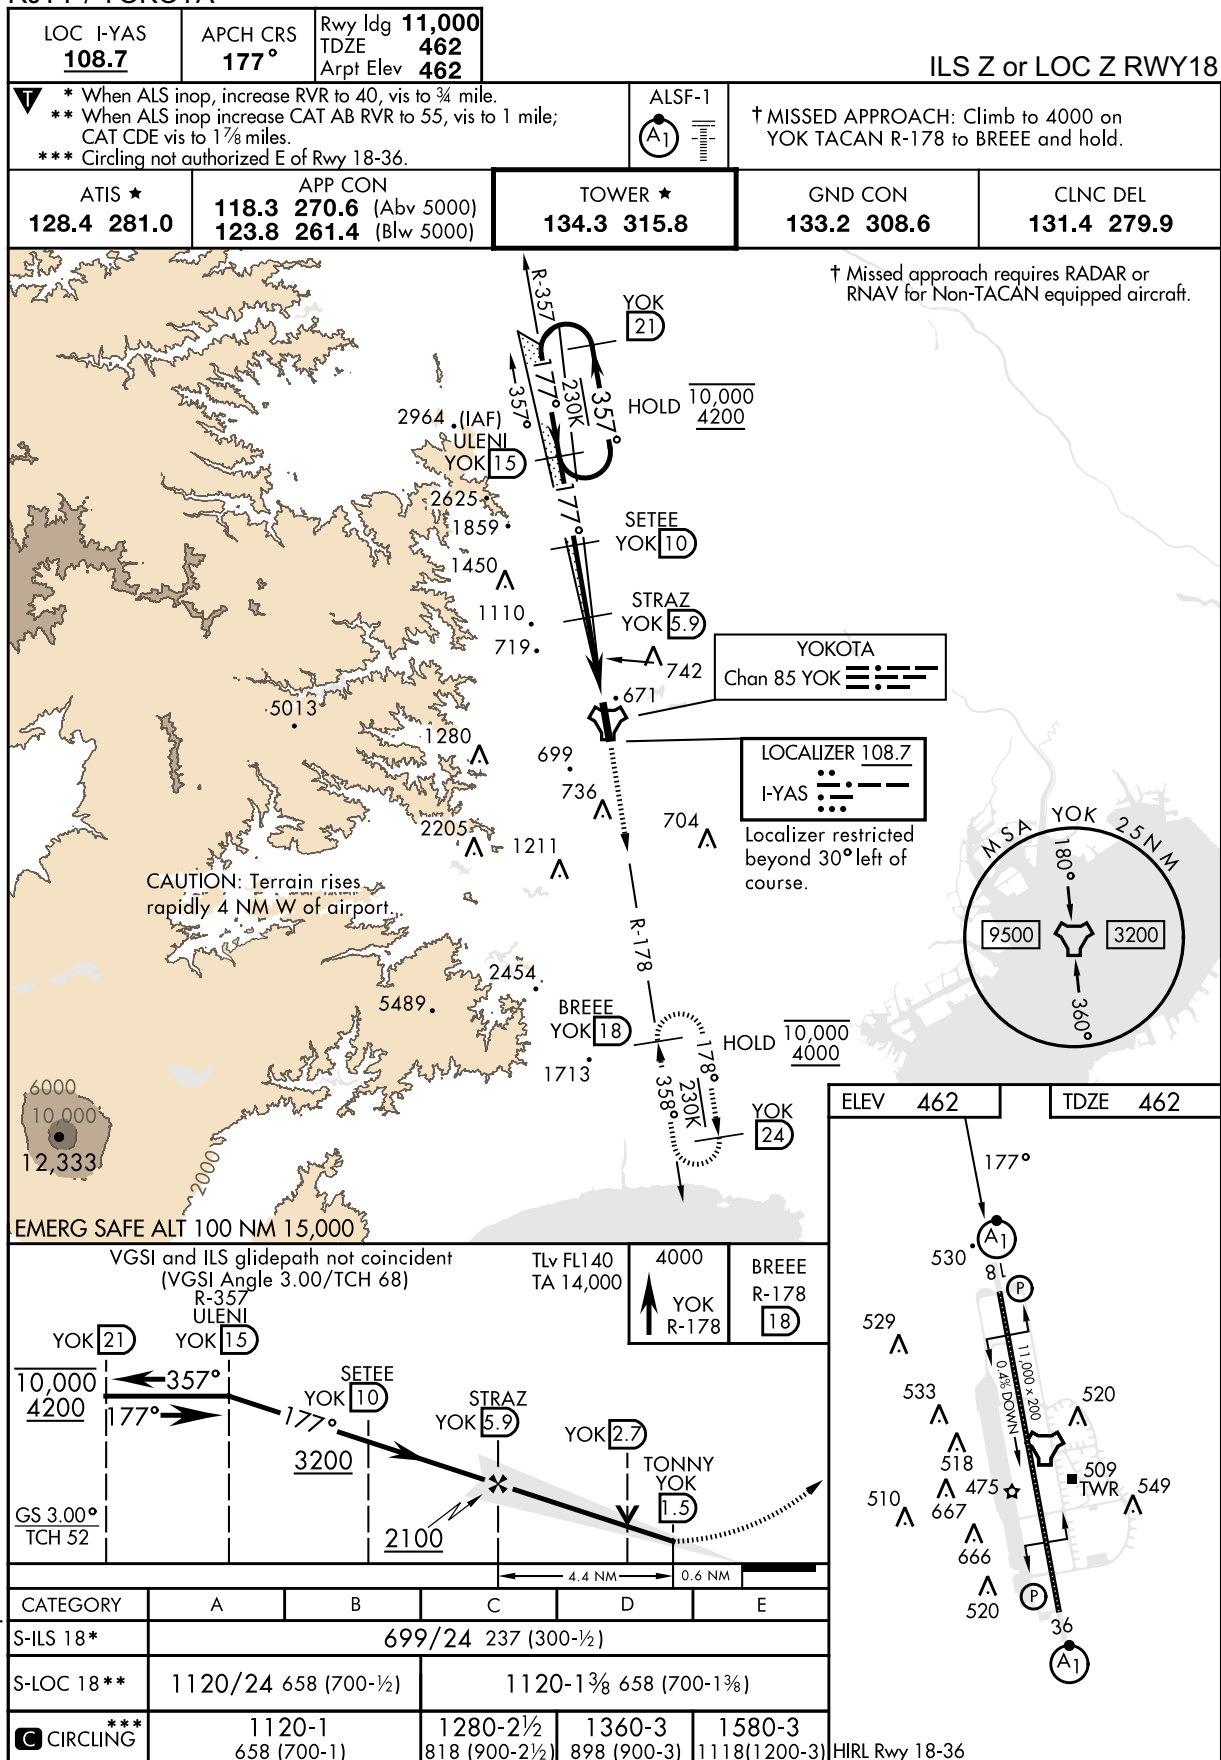 LOC I-YAS
108.7
APCH CRS
177°
Rwy ldg 11,000
TDZE 462
Arpt Elev 462
ILS Z or LOC Z RWY18
T
* When ALS inop, increase RVR to 40, vis to ¾ mile.
** When ALS inop increase CAT AB RVR to 55, vis to 1 mile;
CAT CDE vis to 1⅞ miles.
*** Circling not authorized E of Rwy 18-36.
ALSF-1
A1
† MISSED APPROACH: Climb to 4000 on
YOK TACAN R-178 to BREEE and hold.
ATIS ★
128.4 281.0
APP CON
118.3 270.6 (Abv 5000)
123.8 261.4 (Blw 5000)
TOWER ★
134.3 315.8
GND CON
133.2 308.6
CLNC DEL
131.4 279.9
† Missed approach requires RADAR or
RNAV for Non-TACAN equipped aircraft.
R-357
YOK
21
357°
177°
230K
357°
HOLD 10,000
4200
2964 (IAF)
ULENI
YOK 15
177°
2625
1859
SETEE
YOK 10
1450
1110
STRAZ
YOK 5.9
719
742
YOKOTA
Chan 85 YOK
671
5013
1280
699
LOCALIZER 108.7
I-YAS
736
704
2205
1211
Localizer restricted
beyond 30° left of
course.
CAUTION: Terrain rises
rapidly 4 NM W of airport.
MSA YOK 25NM
180°
9500
3200
360°
R-178
2454
5489
BREEE
YOK 18
HOLD 10,000
4000
178°
230K
358°
1713
YOK
24
6000
10 000
12,333
2000
EMERG SAFE ALT 100 NM 15,000
ELEV 462
TDZE 462
177°
A1
530
18
P
529
11,000 x 200
0.4% DOWN
533
520
518
475
509
TWR
549
510
667
666
520
P
36
A1
HIRL Rwy 18-36
VGSI and ILS glidepath not coincident
(VGSI Angle 3.00/TCH 68)
TLv FL140
TA 14,000
4000
YOK
R-178
BREEE
R-178
18
R-357
ULENI
YOK 21
YOK 15
10,000
4200
357°
177°
SETEE
YOK 10
177°
3200
STRAZ
YOK 5.9
YOK 2.7
TONNY
YOK
1.5
GS 3.00°
TCH 52
2100
4.4 NM
0.6 NM
CATEGORY A B C D E
S-ILS 18* 699/24 237 (300-½)
S-LOC 18** 1120/24 658 (700-½) 1120-1⅜ 658 (700-1⅜)
C CIRCLING*** 1120-1 1280-2½ 1360-3 1580-3
658 (700-1) 818 (900-2½) 898 (900-3) 1118(1200-3)